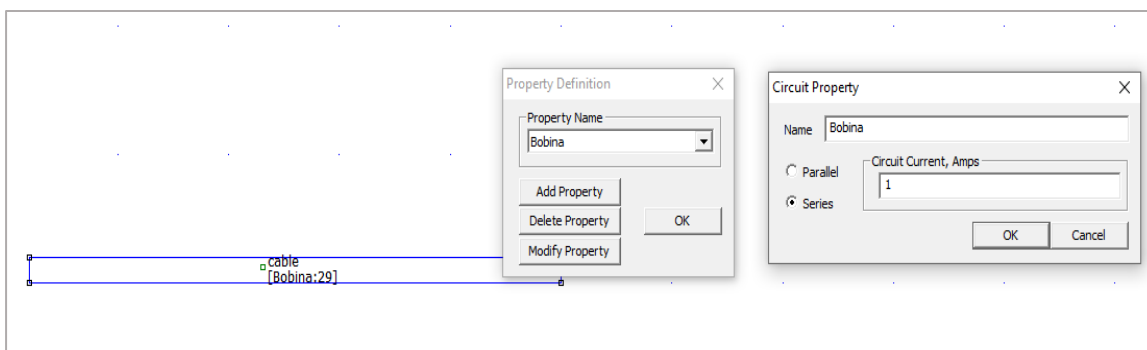 cable
[Bobina:29]
Property Definition
Property Name
Bobina
Add Property
Delete Property
OK
Modify Property
Circuit Property
Name
Bobina
Parallel
Series
Circuit Current, Amps
1
OK
Cancel